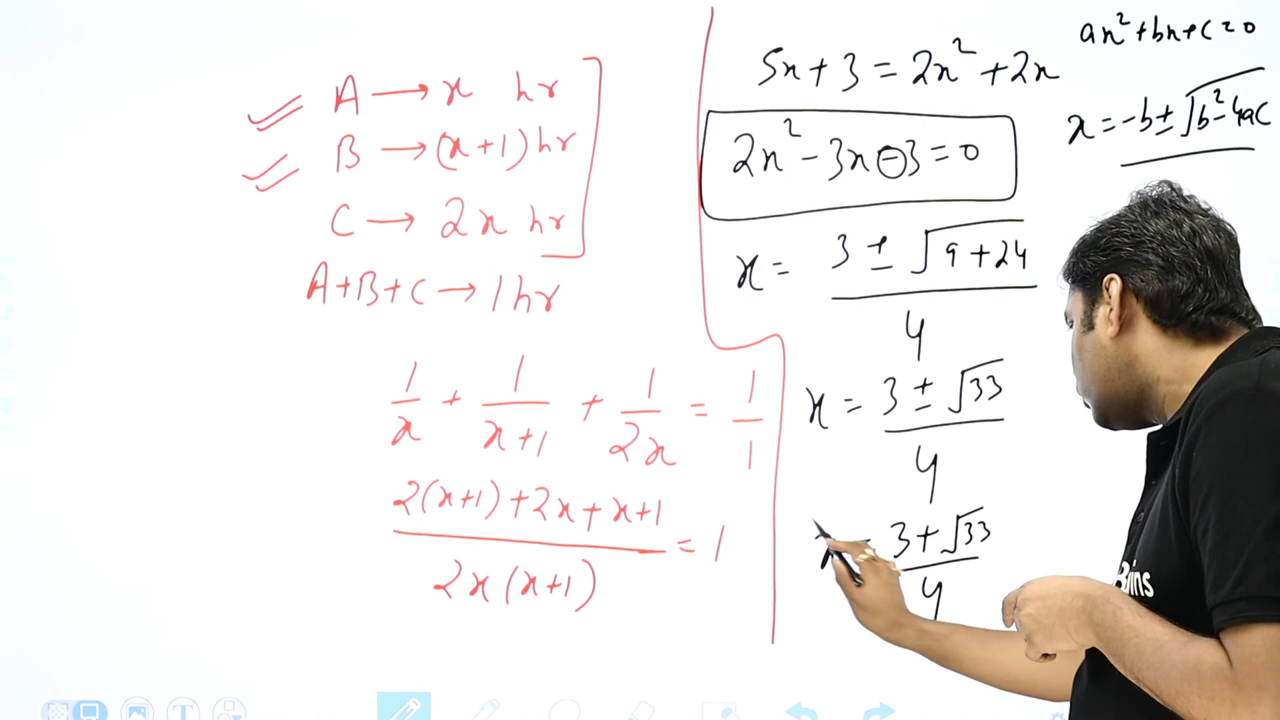 A → x hr
B → (x+1) hr
C → 2x hr
A+B+C → 1 hr
1/x + 1/(x+1) + 1/2x = 1/1
(2(x+1) + 2x + x+1)/(2x(x+1)) = 1
5x + 3 = 2x² + 2x
2x² - 3x - 3 = 0
x = (3 ± √(9+24))/4
x = (3 ± √33)/4
x = (3 + √33)/4
ax² + bx + c = 0
x = -b ± √(b² - 4ac)